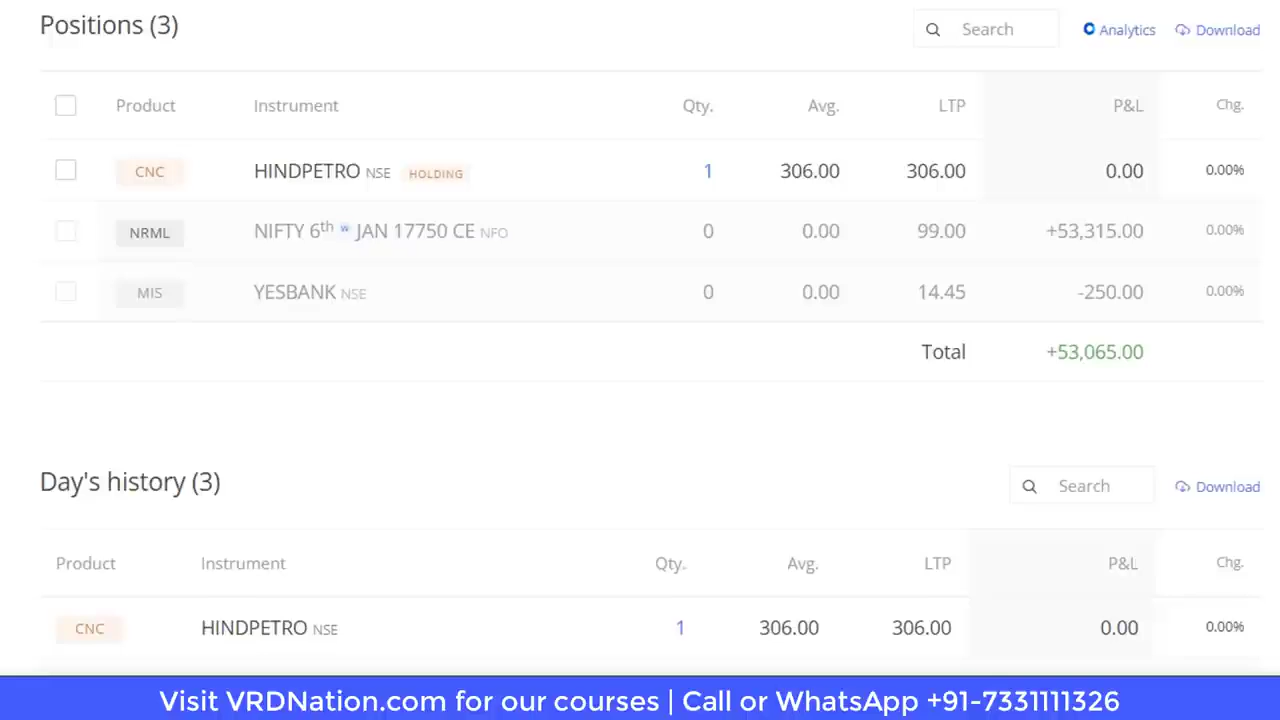 Positions (3) Search Analytics Download
Product Instrument Qty. Avg. LTP P&L Chg.
CNC HINDPETRO NSE HOLDING 1 306.00 306.00 0.00 0.00%
NRML NIFTY 6th w JAN 17750 CE NFO 0 0.00 99.00 +53,315.00 0.00%
MIS YESBANK NSE 0 0.00 14.45 -250.00 0.00%
Total +53,065.00
Day's history (3) Search Download
Product Instrument Qty. Avg. LTP P&L Chg.
CNC HINDPETRO NSE 1 306.00 306.00 0.00 0.00%
Visit VRDNation.com for our courses | Call or WhatsApp +91-7331111326